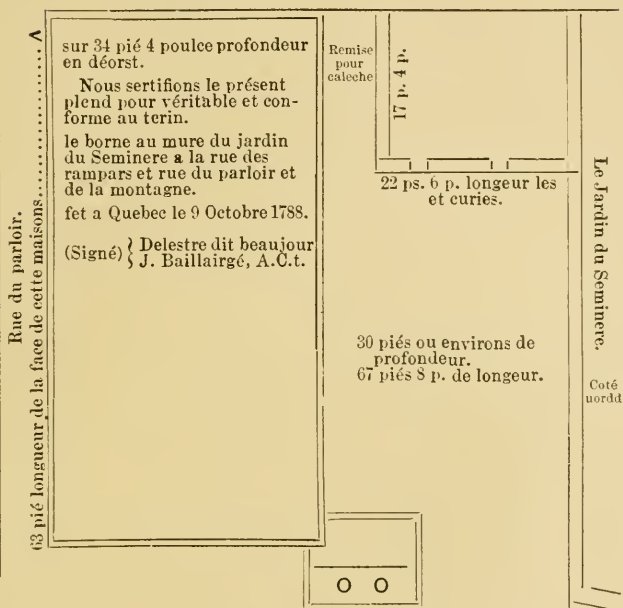 Rue du parloir.
63 pié longueur de la face de cette maisons
sur 34 pié 4 poulce profondeur
en déorst.
Nous sertifions le présent
plend pour véritable et con-
forme au terin.
le borne au mure du jardin
du Seminere a la rue des
rampars et rue du parloir et
de la montagne.
fet a Quebec le 9 Octobre 1788.
(Signé) { Delestre dit beaujour
J. Baillairgé, A.C.t.
Remise
pour
caleche
17 p. 4 p.
22 ps. 6 p. longeur les
et curies.
30 piés ou environs de
profondeur.
67 piés 8 p. de longeur.
Le Jardin du Seminere.
Coté
uordd
O O